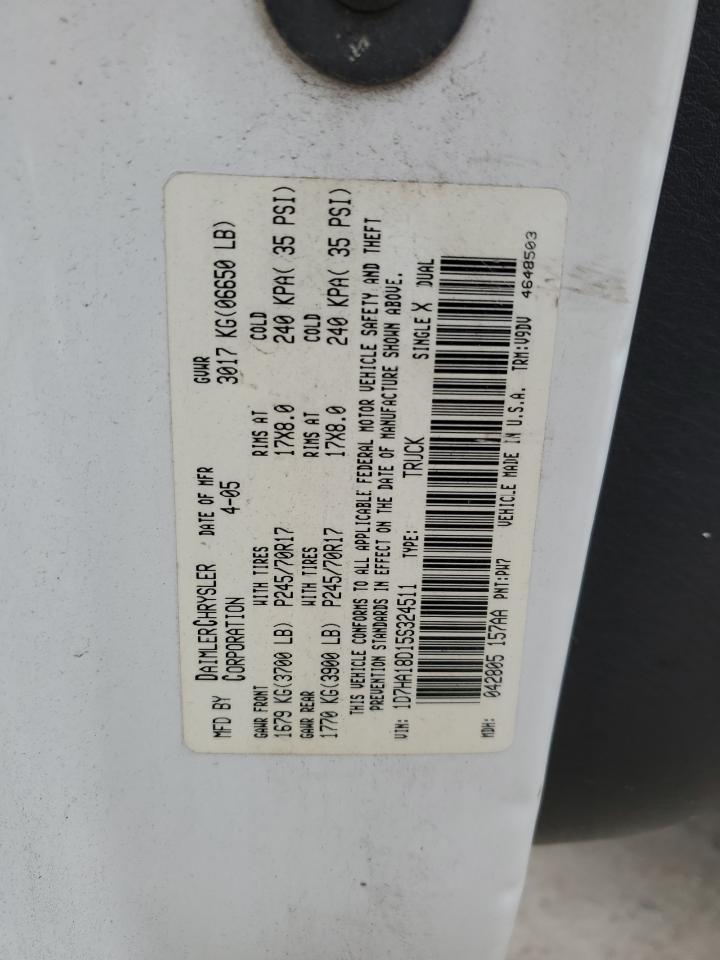 MFD BY DAIMLERCHRYSLER CORPORATION DATE OF MFR 4-05 GVWR 3017 KG(06650 LB)
GAWR FRONT WITH TIRES RIMS AT COLD
1679 KG(3700 LB) P245/70R17 17X8.0 240 KPA( 35 PSI)
GAWR REAR WITH TIRES RIMS AT COLD
1770 KG(3900 LB) P245/70R17 17X8.0 240 KPA( 35 PSI)
THIS VEHICLE CONFORMS TO ALL APPLICABLE FEDERAL MOTOR VEHICLE SAFETY AND THEFT
PREVENTION STANDARDS IN EFFECT ON THE DATE OF MANUFACTURE SHOWN ABOVE.
VIN: 1D7HA18D15S324511 TYPE: TRUCK SINGLE X DUAL
MDH: 042805 157AA PNT:PW7 VEHICLE MADE IN U.S.A. TRM:V9DV 4648503